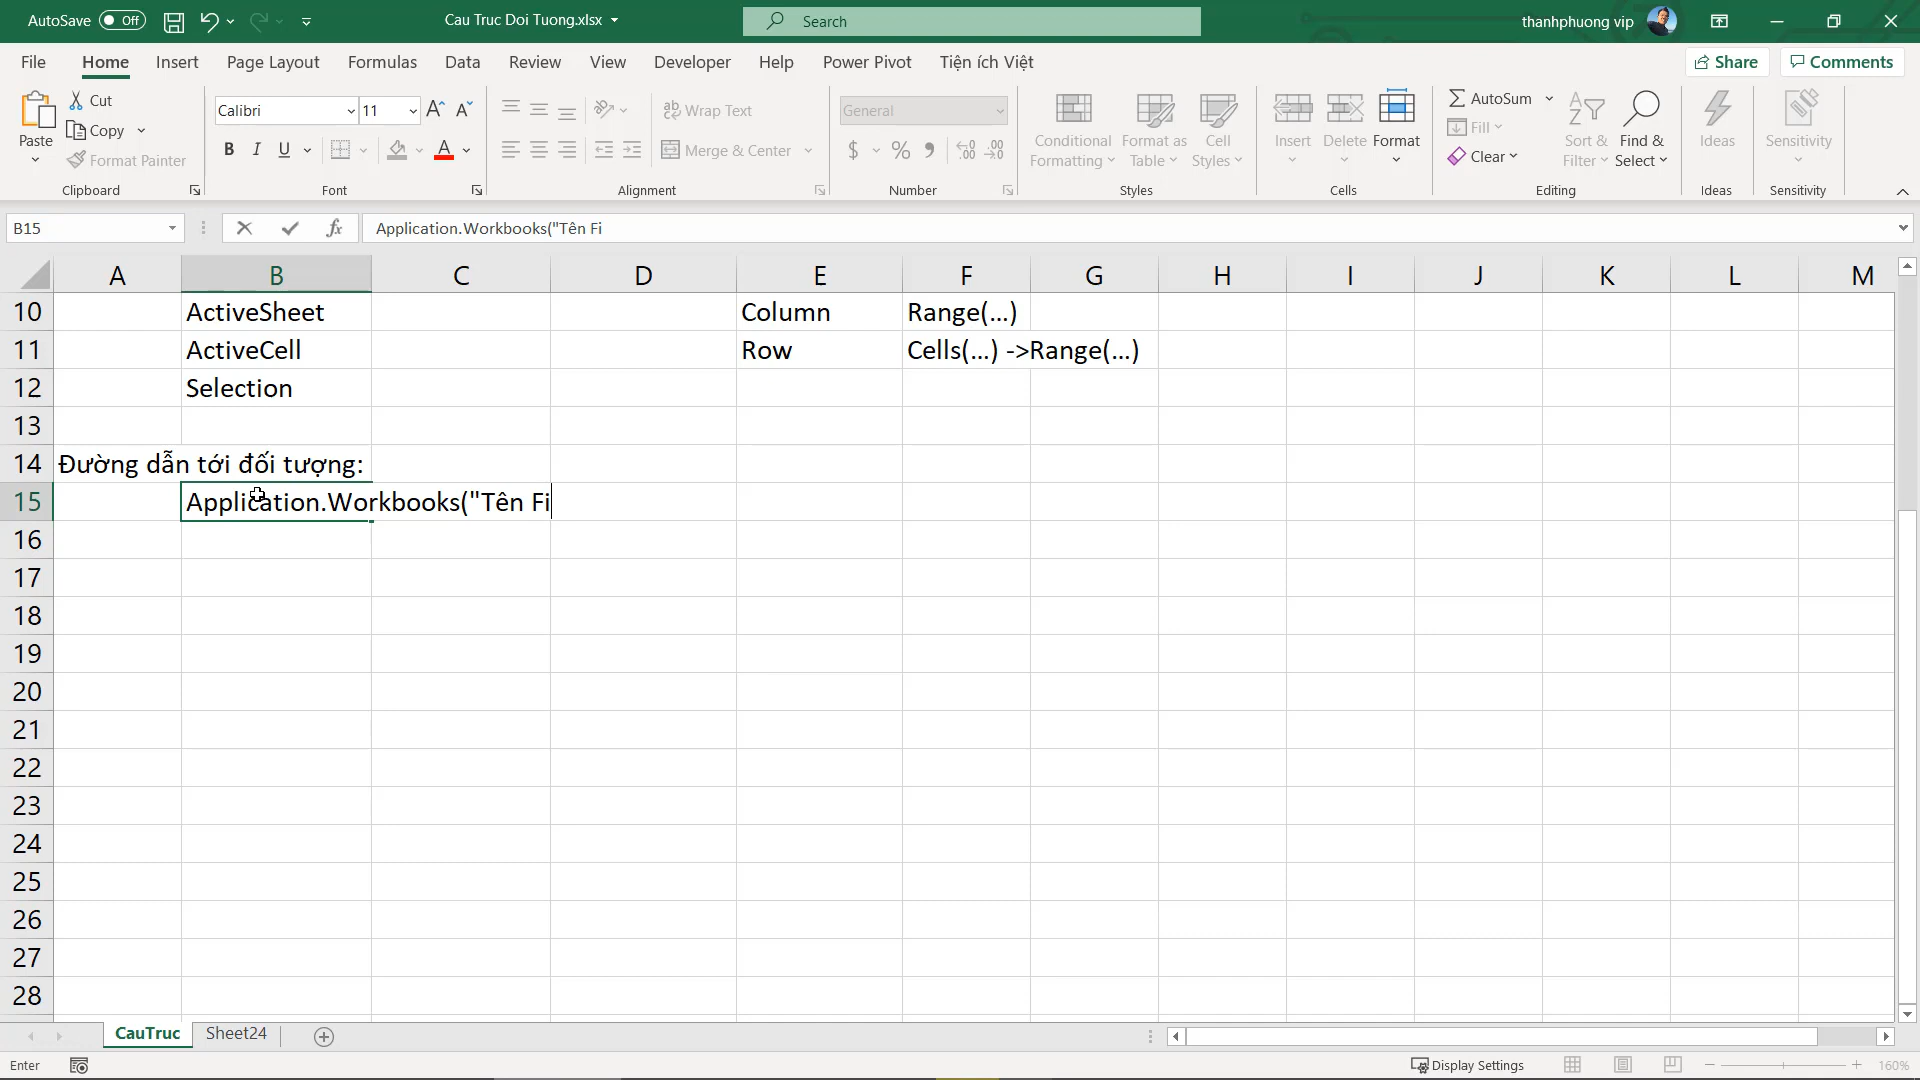 AutoSave Off
Cau Truc Doi Tuong.xlsx
Search
thanhphuong vip
File Home Insert Page Layout Formulas Data Review View Developer Help Power Pivot Tiện ích Việt
Share
Comments
Paste
Cut
Copy
Format Painter
Clipboard
Calibri 11
B I U A
Font
Wrap Text
Merge & Center
Alignment
General
$ % 9
Number
Conditional Formatting
Format as Table
Cell Styles
Styles
Insert Delete Format
Cells
AutoSum
Fill
Clear
Sort & Filter
Find & Select
Editing
Ideas
Ideas
Sensitivity
Sensitivity
B15
fx
Application.Workbooks("Tên Fi
A B C D E F G H I J K L M
10 ActiveSheet Column Range(...)
11 ActiveCell Row Cells(...) ->Range(...)
12 Selection
13
14 Đường dẫn tới đối tượng:
15 Application.Workbooks("Tên Fi
16
17
18
19
20
21
22
23
24
25
26
27
28
CauTruc Sheet24
Enter
Display Settings
160%